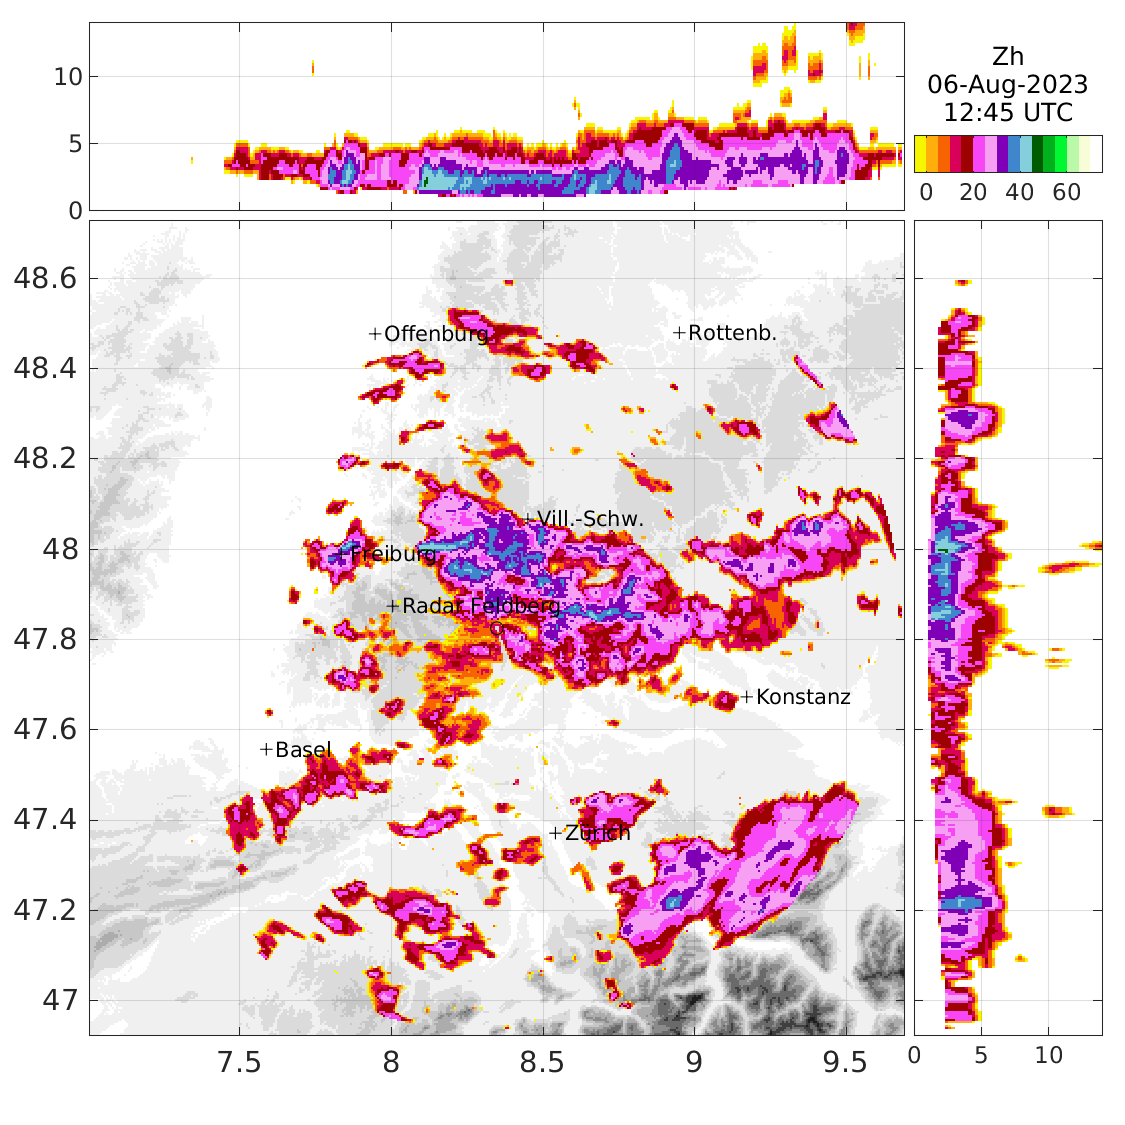 10
5
0
Zh
06-Aug-2023
12:45 UTC
0 20 40 60
48.6
48.4
48.2
48
47.8
47.6
47.4
47.2
47
+Offenburg
+Rottenb.
+Vill.-Schw.
+Freiburg
+Radar Feldberg
+Konstanz
+Basel
+Zürich
7.5 8 8.5 9 9.5
0 5 10